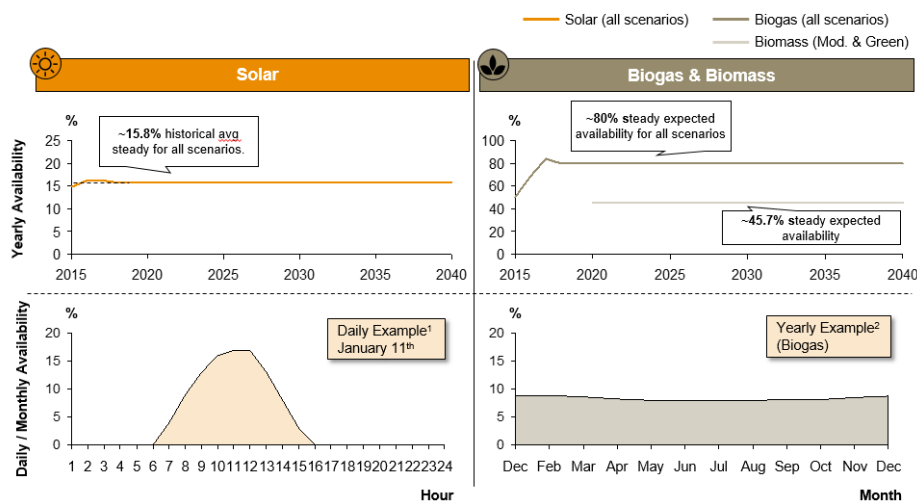 Solar (all scenarios)
Biogas (all scenarios)
Biomass (Mod. & Green)
Solar
Biogas & Biomass
Yearly Availability
%
~15.8% historical avg
steady for all scenarios.
25
20
15
10
5
0
2015 2020 2025 2030 2035 2040
%
~80% steady expected
availability for all scenarios
100
80
60
40
20
0
~45.7% steady expected
availability
2015 2020 2025 2030 2035 2040
Daily / Monthly Availability
%
Daily Example¹
January 11th
20
15
10
5
0
1 2 3 4 5 6 7 8 9 10 11 12 13 14 15 16 17 18 19 20 21 22 23 24
Hour
%
Yearly Example²
(Biogas)
20
15
10
5
0
Dec Feb Mar Apr May Jun Jul Aug Sep Oct Nov Dec
Month